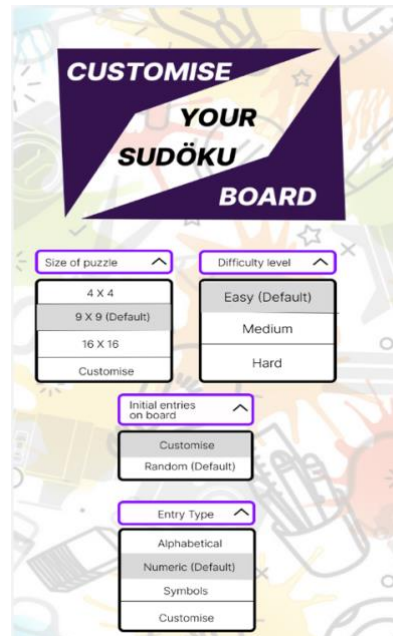 CUSTOMISE
YOUR
SUDÖKU
BOARD
Size of puzzle
4 X 4
9 X 9 (Default)
16 X 16
Customise
Difficulty level
Easy (Default)
Medium
Hard
Initial entries
on board
Customise
Random (Default)
Entry Type
Alphabetical
Numeric (Default)
Symbols
Customise